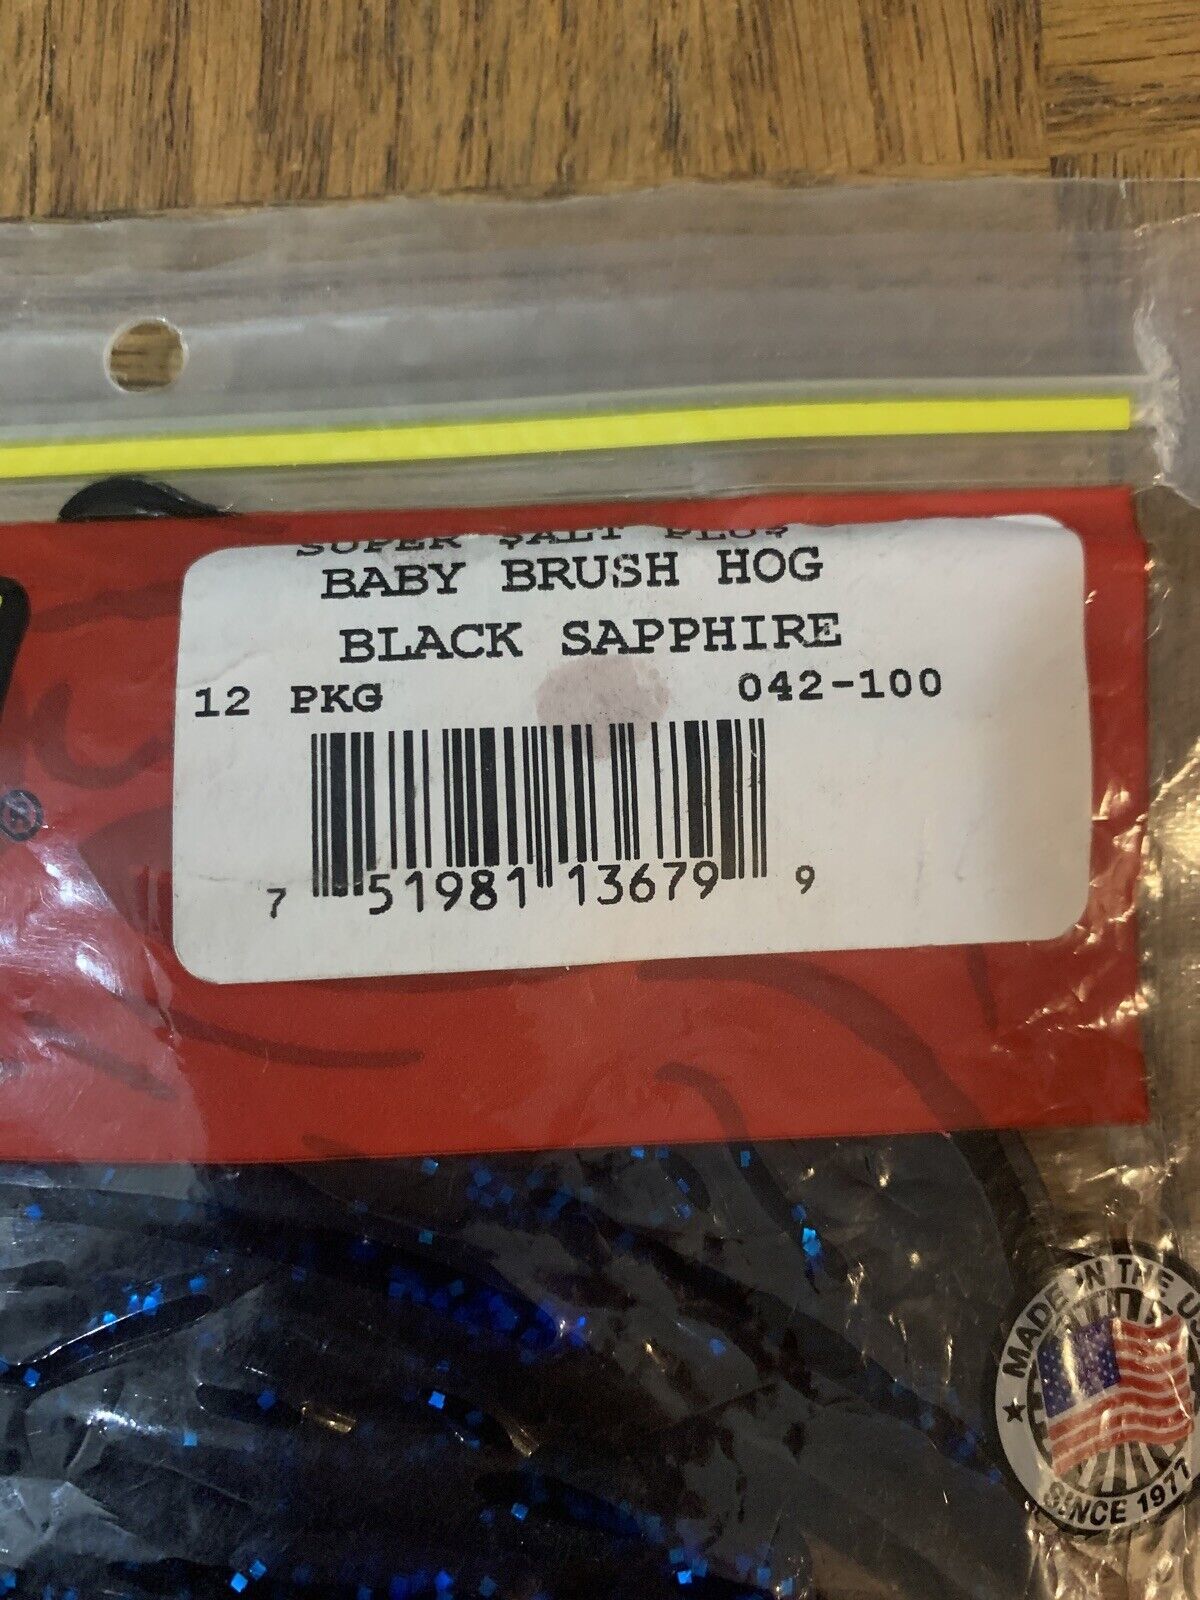 SUPER $ALT PLU$
BABY BRUSH HOG
BLACK SAPPHIRE
12 PKG 042-100
7 51981 13679 9
®
MADE IN THE
SINCE 1977